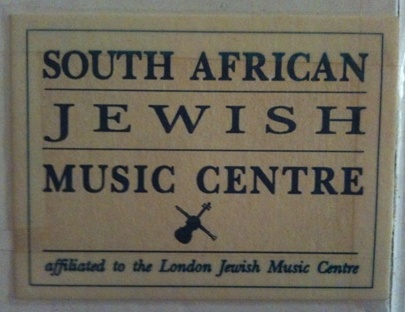 SOUTH AFRICAN
JEWISH
MUSIC CENTRE
affiliated to the London Jewish Music Centre